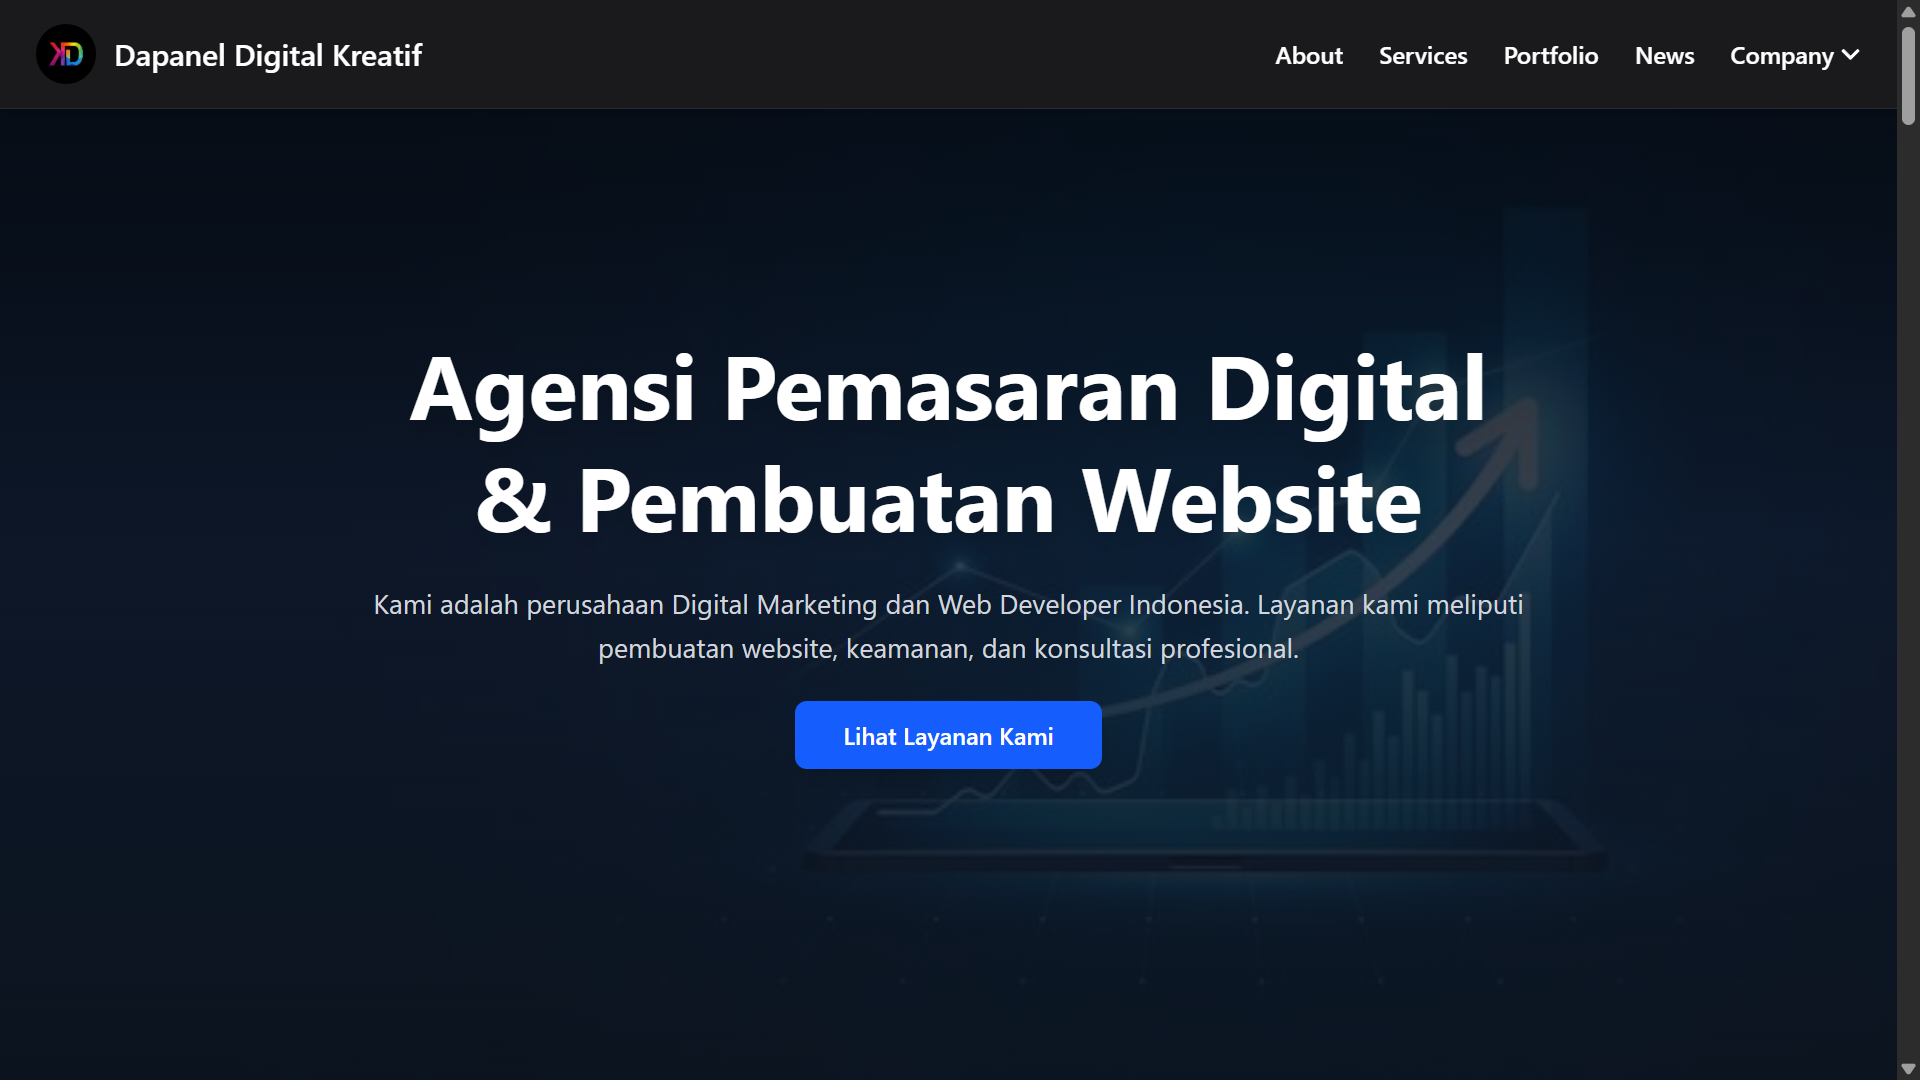 KD
Dapanel Digital Kreatif
About
Services
Portfolio
News
Company
Agensi Pemasaran Digital
& Pembuatan Website
Kami adalah perusahaan Digital Marketing dan Web Developer Indonesia. Layanan kami meliputi
pembuatan website, keamanan, dan konsultasi profesional.
Lihat Layanan Kami